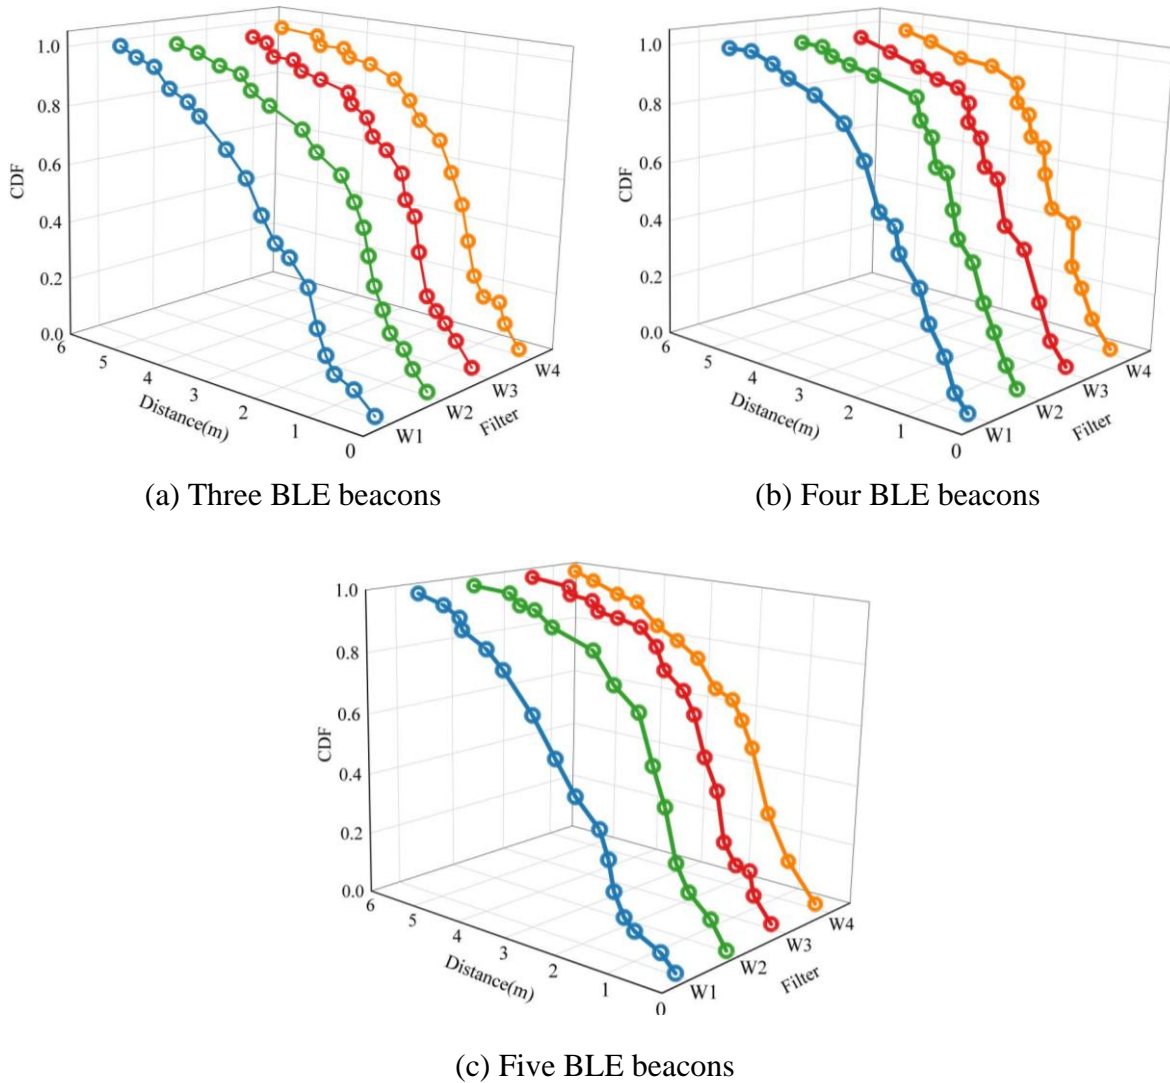 1.0
0.8
0.6
0.4
0.2
0.0
CDF
6
5
4
3
2
1
0
Distance(m)
W1
W2
W3
W4
Filter
(a) Three BLE beacons
1.0
0.8
0.6
0.4
0.2
0.0
CDF
6
5
4
3
2
1
0
Distance(m)
W1
W2
W3
W4
Filter
(b) Four BLE beacons
1.0
0.8
0.6
0.4
0.2
0.0
CDF
6
5
4
3
2
1
0
Distance(m)
W1
W2
W3
W4
Filter
(c) Five BLE beacons